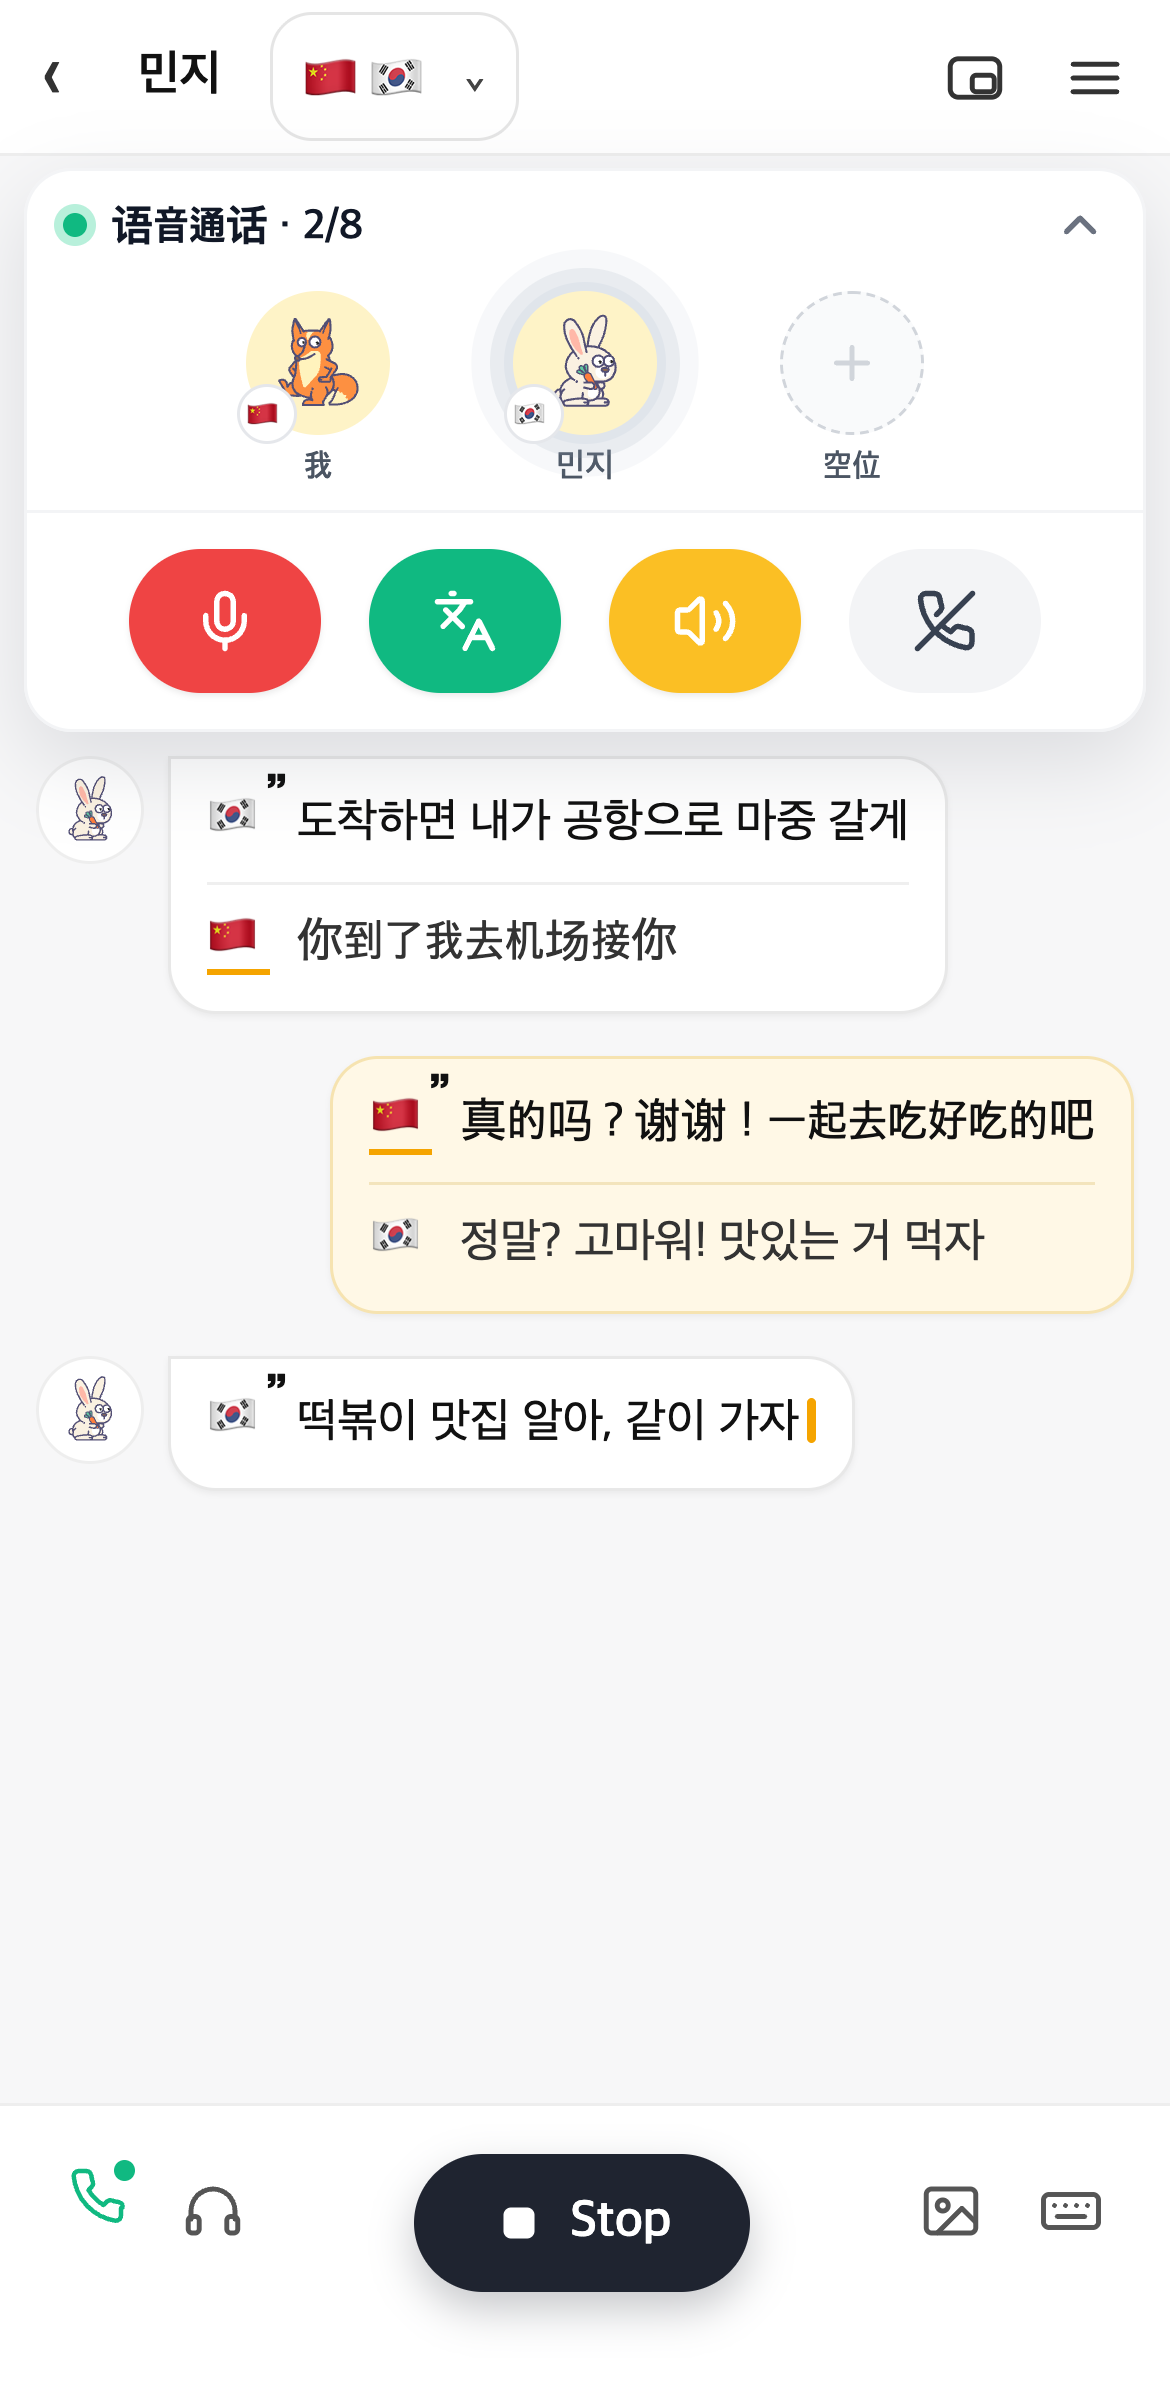 민지
语音通话 · 2/8
我
민지
空位
도착하면 내가 공항으로 마중 갈게
你到了我去机场接你
真的吗？谢谢！一起去吃好吃的吧
정말? 고마워! 맛있는 거 먹자
떡볶이 맛집 알아, 같이 가자
Stop